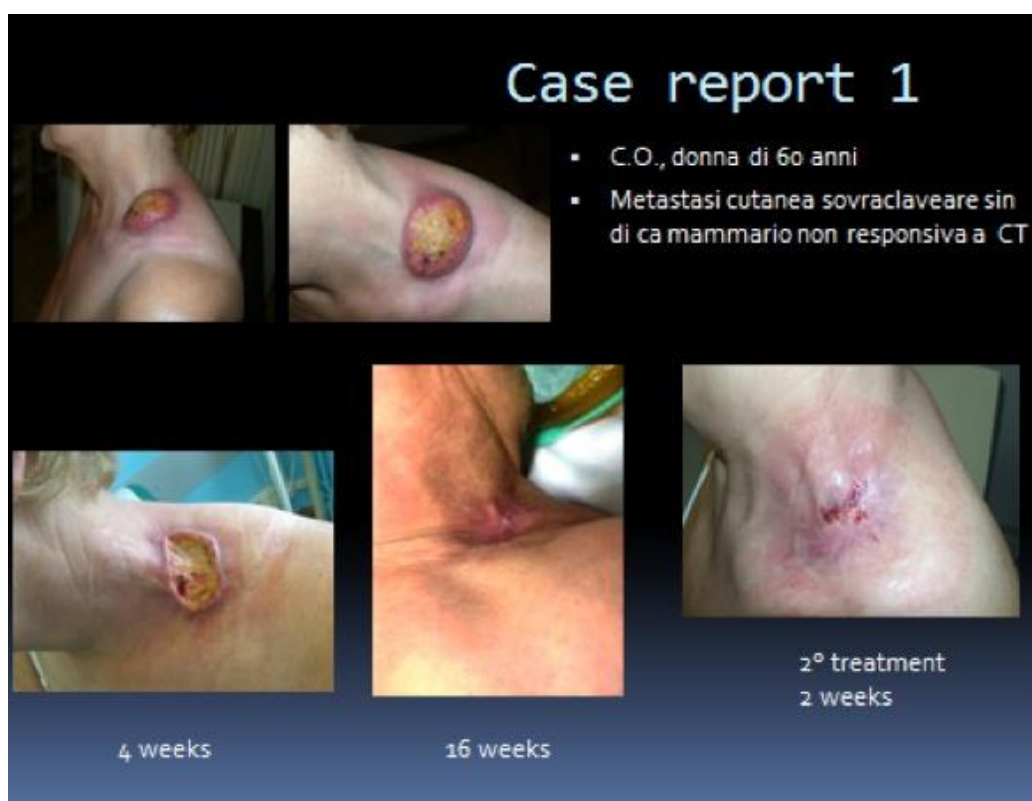 Case report 1
C.O., donna di 60 anni
Metastasi cutanea sovraclaveare sin
di ca mammario non responsiva a CT
2° treatment
2 weeks
4 weeks
16 weeks